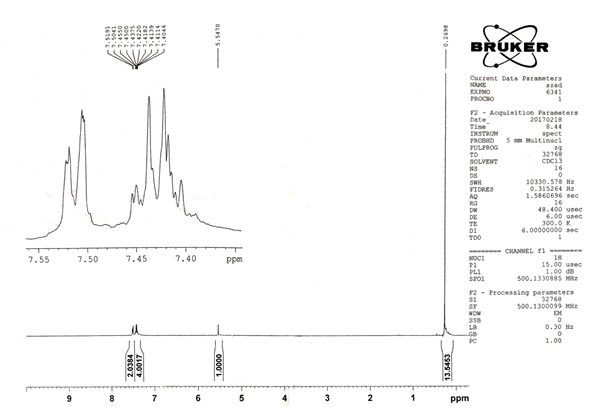 7.5191
7.5041
7.4550
7.4500
7.4375
7.4220
7.4182
7.4139
7.4114
7.4046
5.5470
0.2698
BRUKER
Current Data Parameters
NAME azad
EXPNO 6341
PROCNO 1
F2 - Acquisition Parameters
Date_ 20170218
Time 8.44
INSTRUM spect
PROBHD 5 mm Multinucl
PULPROG zg
TD 32768
SOLVENT CDCl3
NS 16
DS 0
SWH 10330.578 Hz
FIDRES 0.315264 Hz
AQ 1.5860696 sec
RG 16
DW 48.400 usec
DE 6.00 usec
TE 300.0 K
D1 6.00000000 sec
TD0 1
======== CHANNEL f1 ========
NUC1 1H
P1 15.00 usec
PL1 1.00 dB
SFO1 500.1330885 MHz
F2 - Processing parameters
SI 32768
SF 500.1300099 MHz
WDW EM
SSB 0
LB 0.30 Hz
GB 0
PC 1.00
7.55 7.50 7.45 7.40 ppm
2.0384
4.0017
1.0000
13.5453
9 8 7 6 5 4 3 2 1 ppm